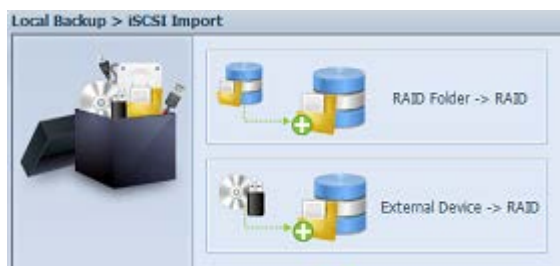 Local Backup > iSCSI Import
RAID Folder -> RAID
External Device -> RAID